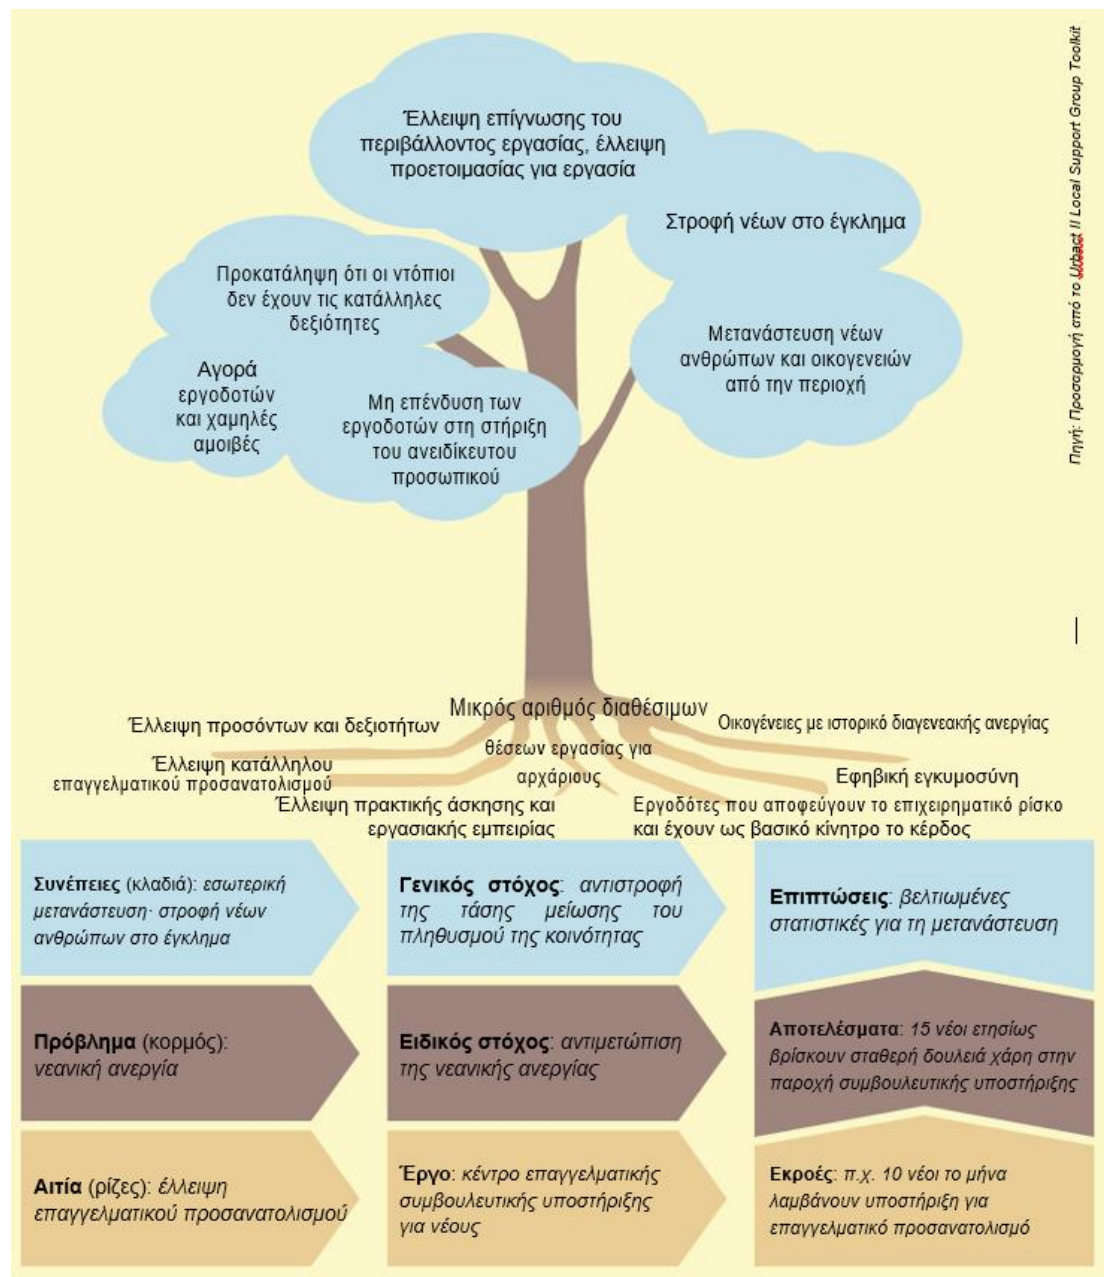 Έλλειψη επίγνωσης του
περιβάλλοντος εργασίας, έλλειψη
προετοιμασίας για εργασία
Στροφή νέων στο έγκλημα
Προκατάληψη ότι οι ντόπιοι
δεν έχουν τις κατάλληλες
δεξιότητες
Μετανάστευση νέων
ανθρώπων και οικογενειών
από την περιοχή
Αγορά
εργοδοτών
και χαμηλές
αμοιβές
Μη επένδυση των
εργοδοτών στη στήριξη
του ανειδίκευτου
προσωπικού
Πηγή: Προσαρμογή από το Urbact II Local Support Group Toolkit
Μικρός αριθμός διαθέσιμων
θέσεων εργασίας για
αρχάριους
Έλλειψη προσόντων και δεξιοτήτων
Οικογένειες με ιστορικό διαγενεακής ανεργίας
Έλλειψη κατάλληλου
επαγγελματικού προσανατολισμού
Εφηβική εγκυμοσύνη
Έλλειψη πρακτικής άσκησης και
εργασιακής εμπειρίας
Εργοδότες που αποφεύγουν το επιχειρηματικό ρίσκο
και έχουν ως βασικό κίνητρο το κέρδος
Συνέπειες (κλαδιά): εσωτερική
μετανάστευση· στροφή νέων
ανθρώπων στο έγκλημα
Γενικός στόχος: αντιστροφή
της τάσης μείωσης του
πληθυσμού της κοινότητας
Επιπτώσεις: βελτιωμένες
στατιστικές για τη μετανάστευση
Πρόβλημα (κορμός):
νεανική ανεργία
Ειδικός στόχος: αντιμετώπιση
της νεανικής ανεργίας
Αποτελέσματα: 15 νέοι ετησίως
βρίσκουν σταθερή δουλειά χάρη στην
παροχή συμβουλευτικής υποστήριξης
Αιτία (ρίζες): έλλειψη
επαγγελματικού προσανατολισμού
Έργο: κέντρο επαγγελματικής
συμβουλευτικής υποστήριξης
για νέους
Εκροές: π.χ. 10 νέοι το μήνα
λαμβάνουν υποστήριξη για
επαγγελματικό προσανατολισμό